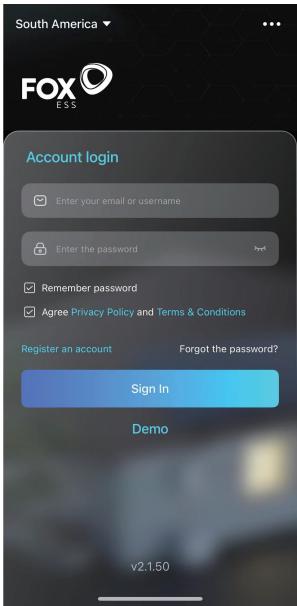 South America
FOX
ESS
Account login
Enter your email or username
Enter the password
Remember password
Agree Privacy Policy and Terms & Conditions
Register an account Forgot the password?
Sign In
Demo
v2.1.50